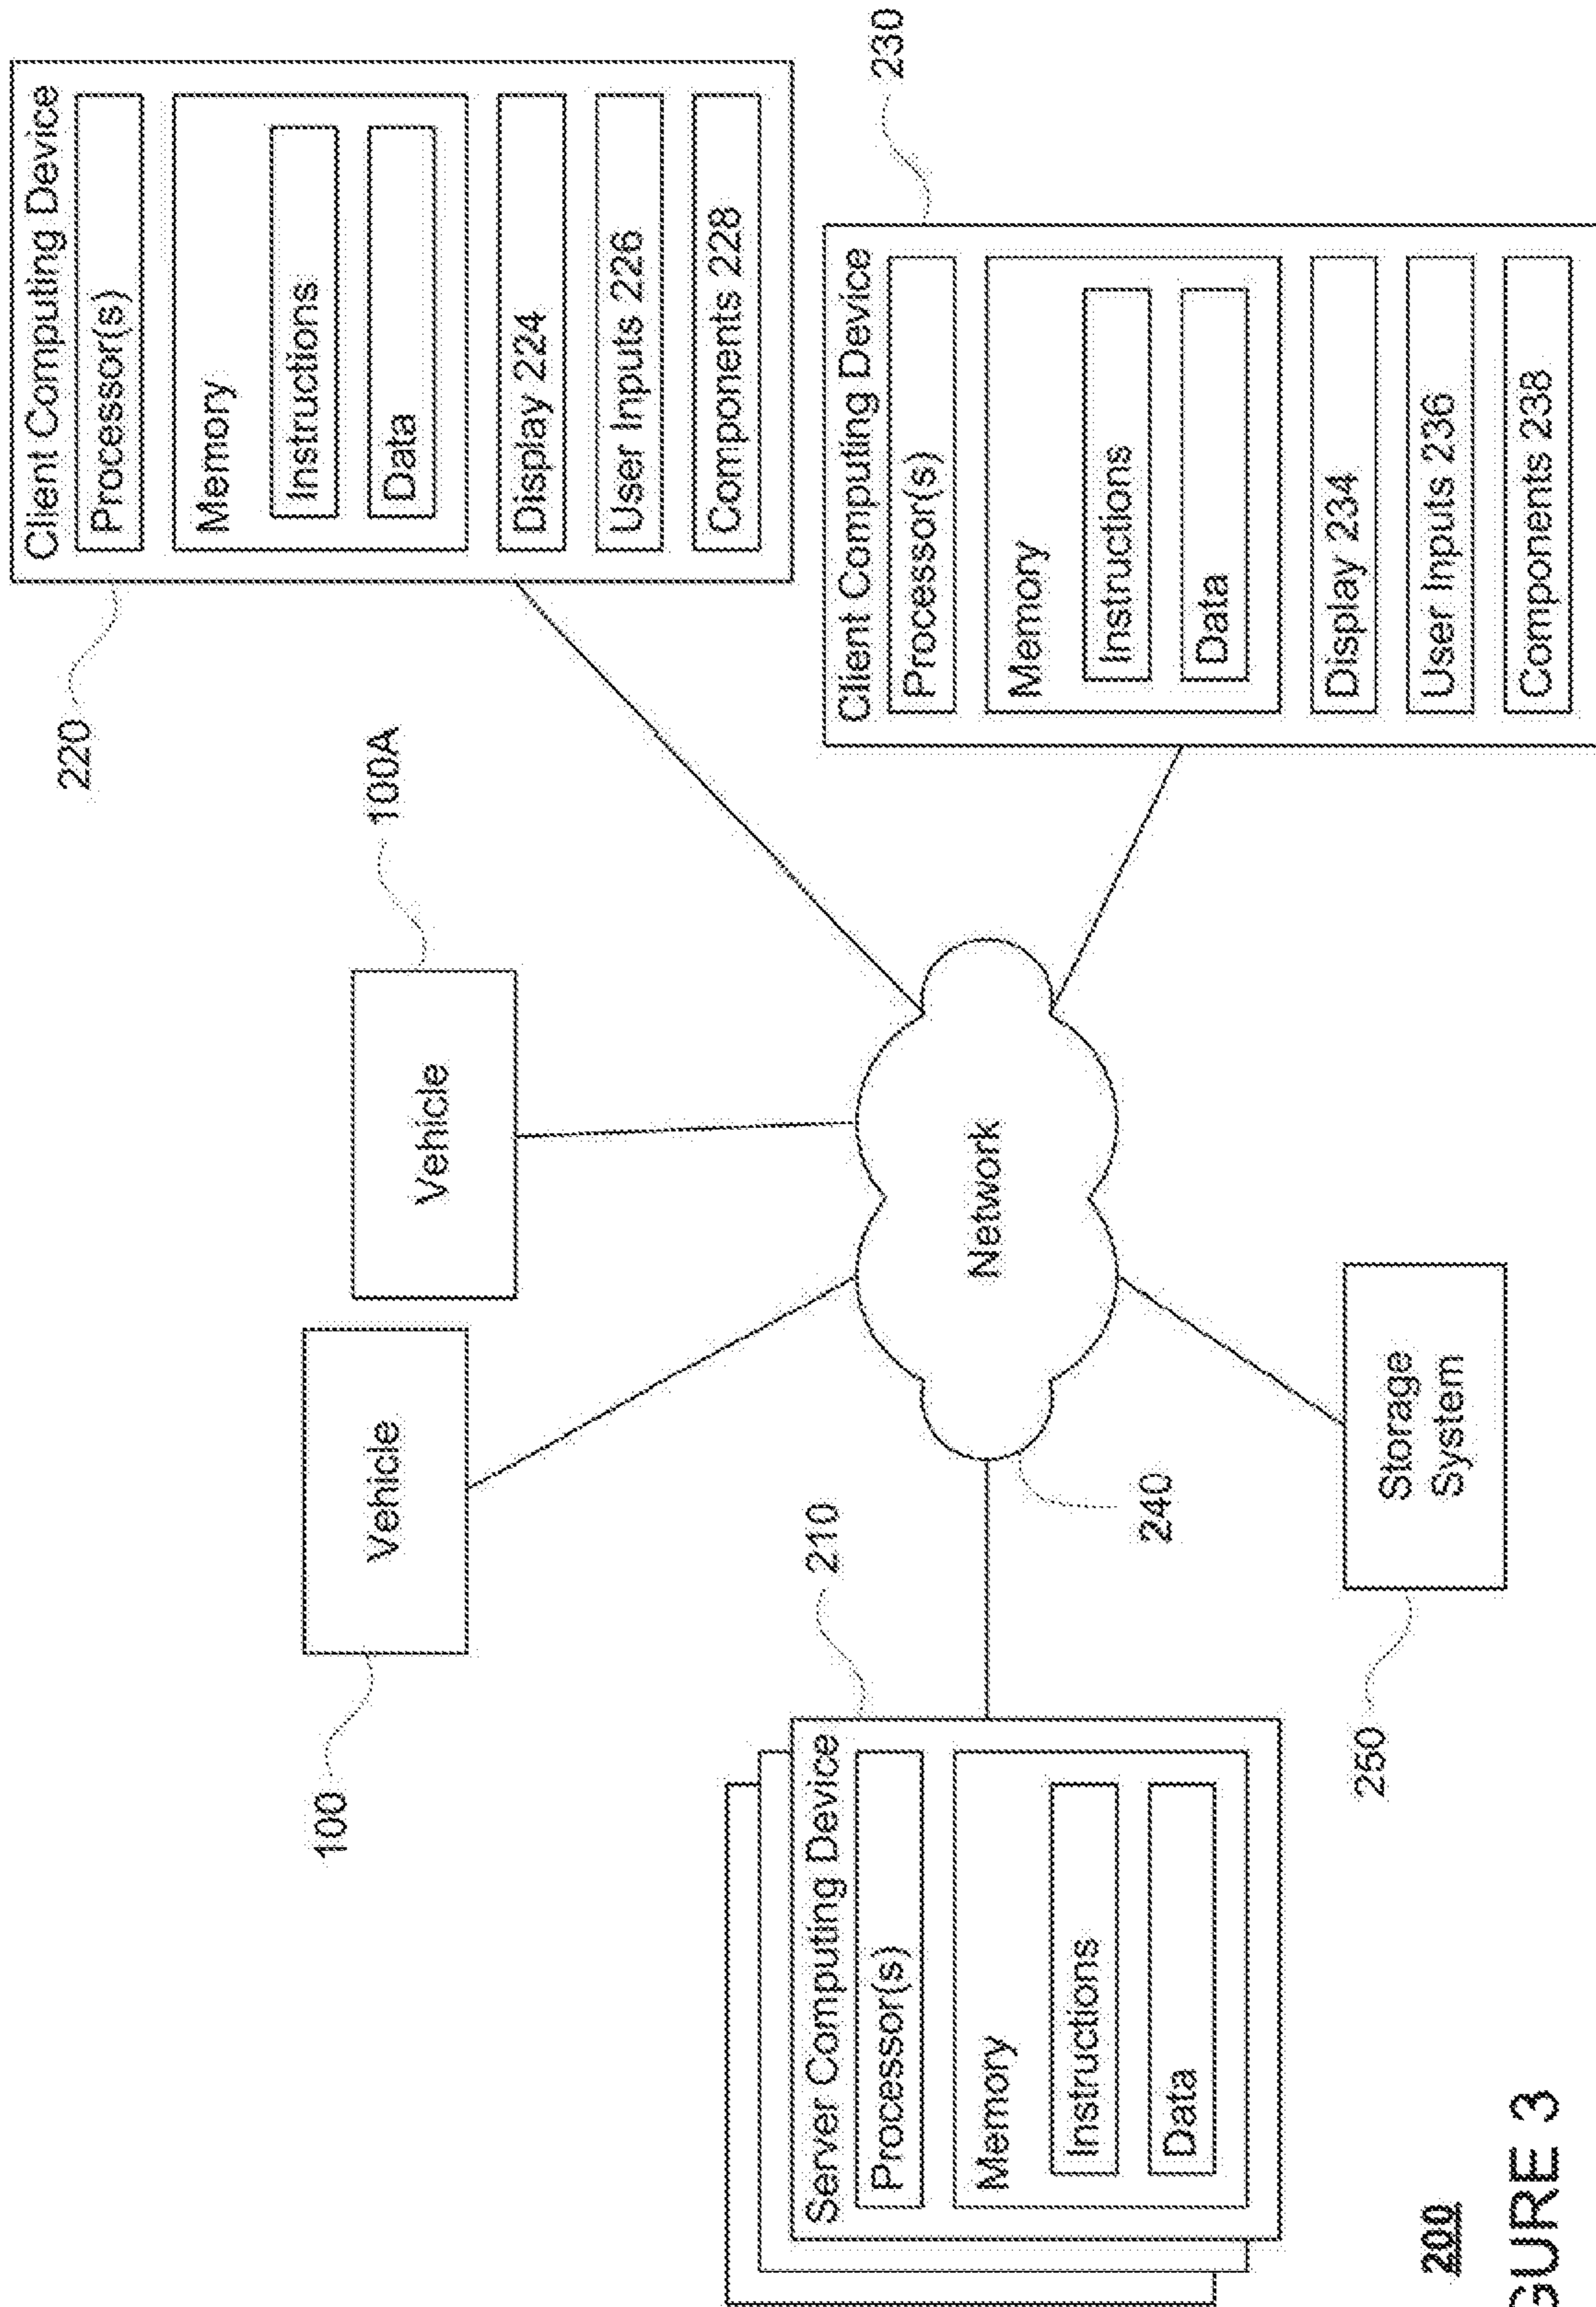 100
Vehicle
Vehicle
100A
220
Client Computing Device
Processor(s)
Memory
Instructions
Data
Display 224
User Inputs 226
Components 228
Server Computing Device
Processor(s)
Memory
Instructions
Data
210
Network
240
Storage
System
250
Client Computing Device
Processor(s)
Memory
Instructions
Data
Display 234
User Inputs 236
Components 238
230
200
GURE 3